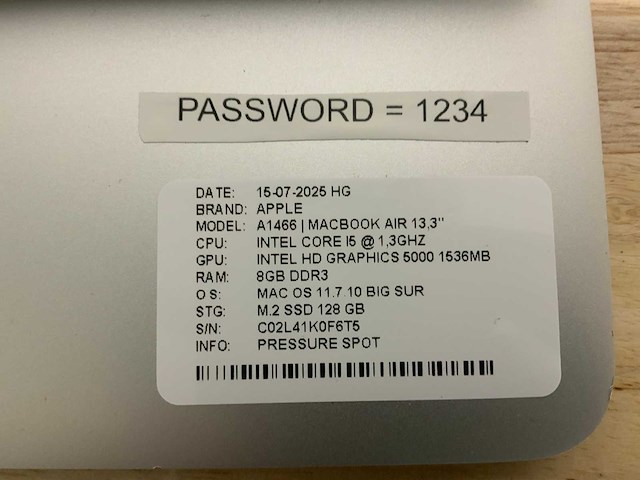 PASSWORD = 1234
DATE: 15-07-2025 HG
BRAND: APPLE
MODEL: A1466 | MACBOOK AIR 13,3"
CPU: INTEL CORE I5 @ 1,3GHZ
GPU: INTEL HD GRAPHICS 5000 1536MB
RAM: 8GB DDR3
OS: MAC OS 11.7.10 BIG SUR
STG: M.2 SSD 128 GB
S/N: C02L41K0F6T5
INFO: PRESSURE SPOT